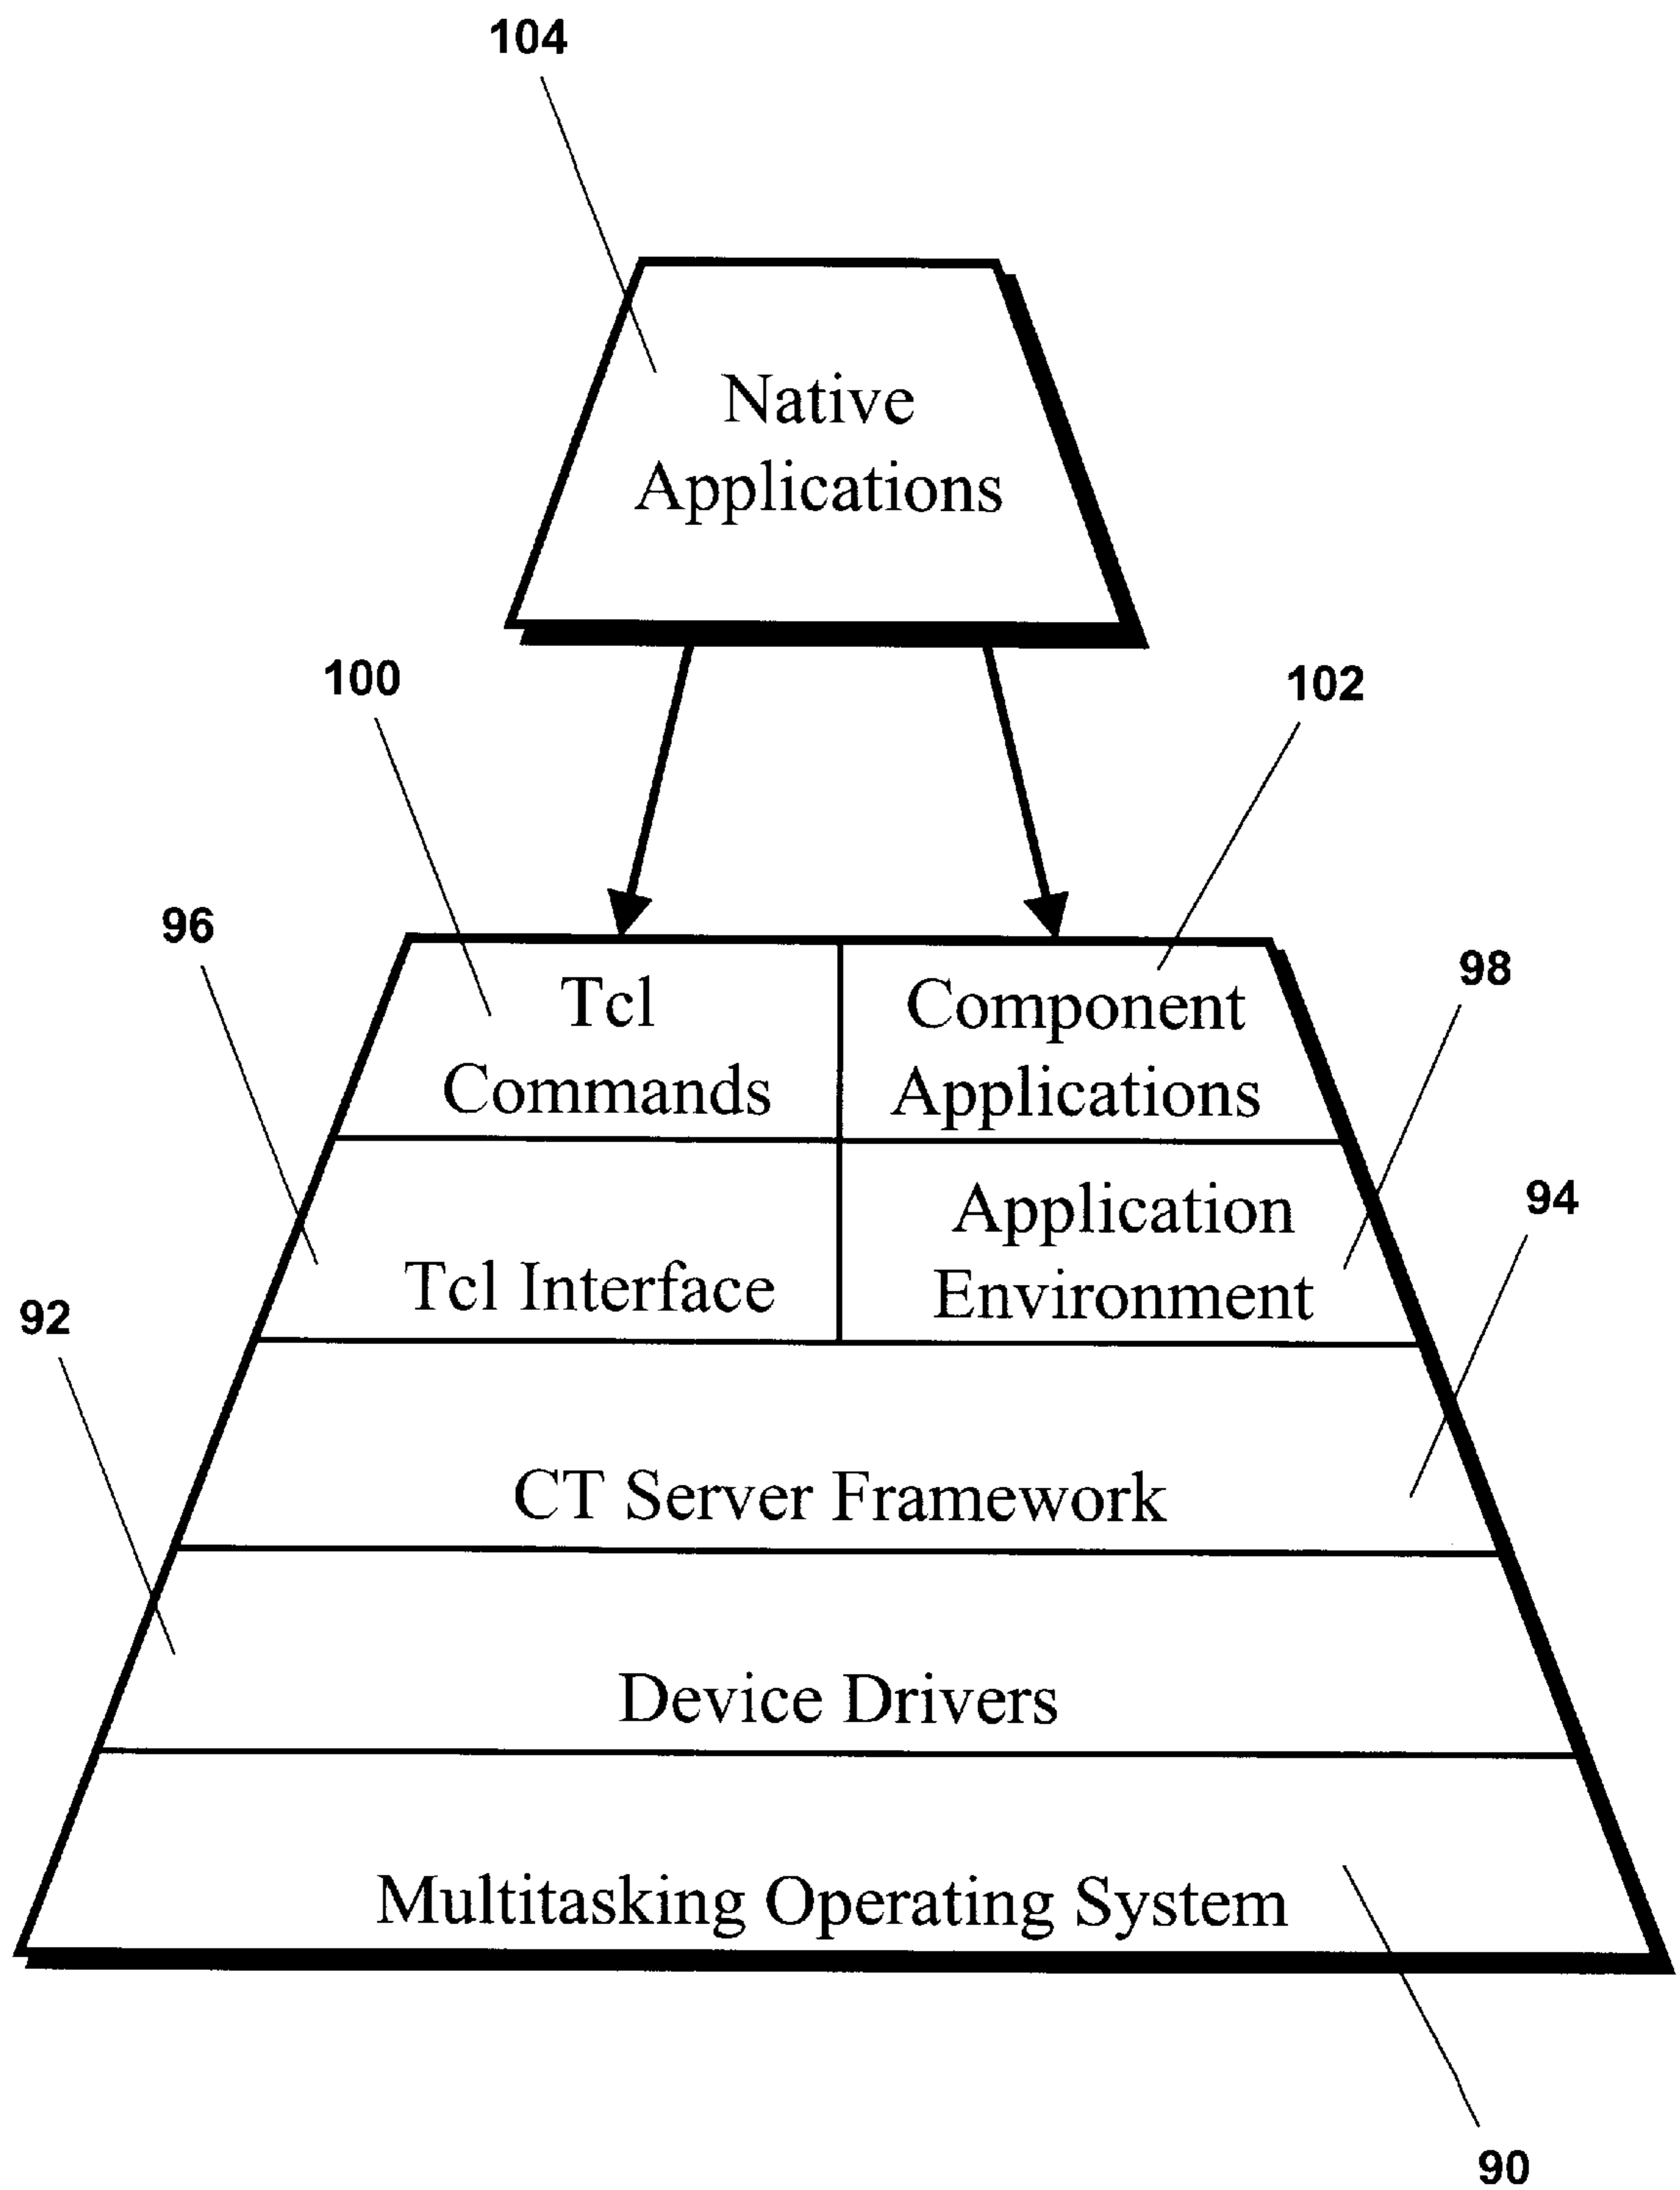 104
Native
Applications
100
102
96
98
Tcl
Commands
Component
Applications
94
Tcl Interface
Application
Environment
92
CT Server Framework
Device Drivers
Multitasking Operating System
90